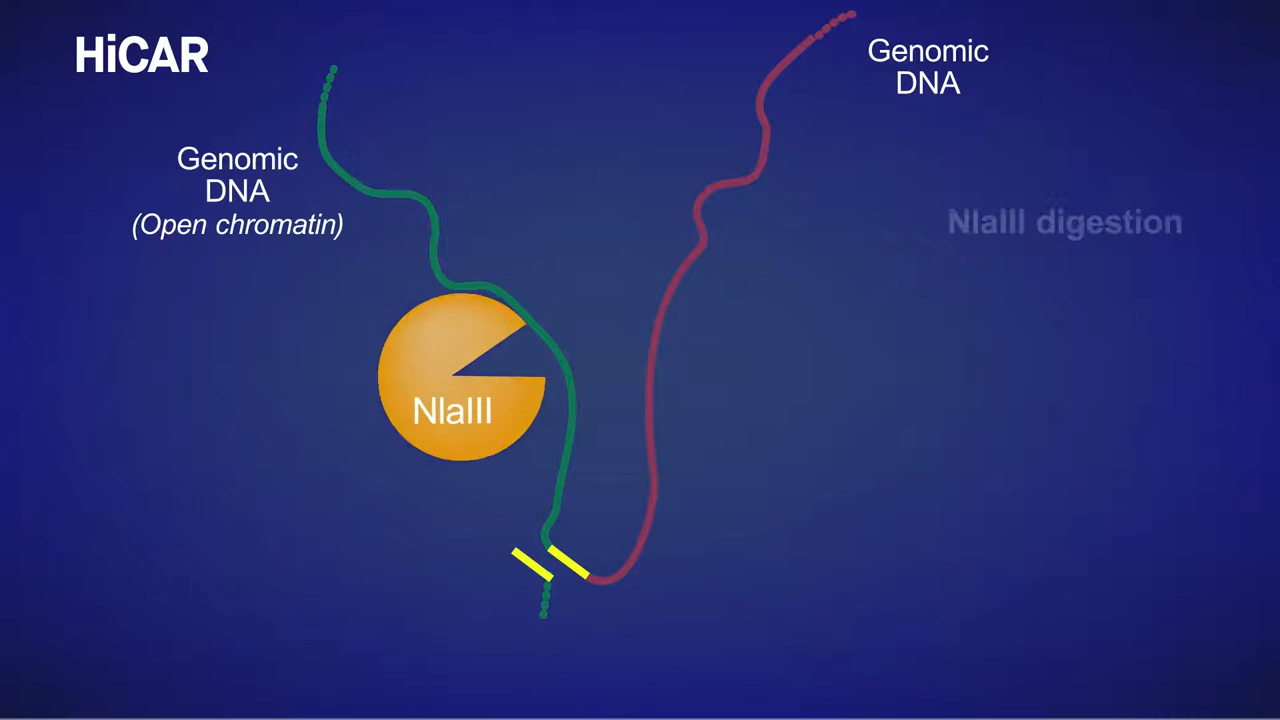 HiCAR
Genomic
DNA
Genomic
DNA
(Open chromatin)
NlaIII digestion
NlaIII